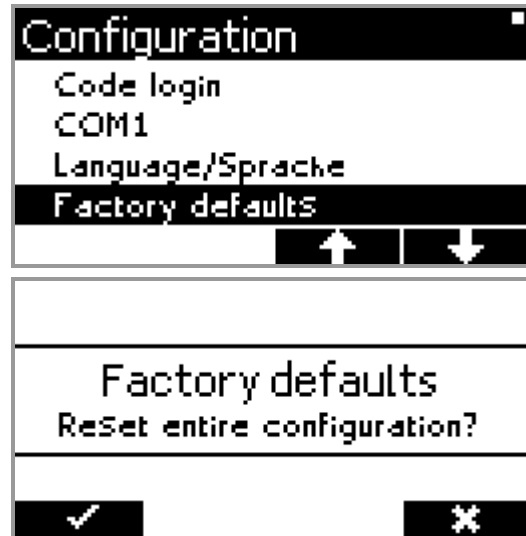 Configuration
Code login
COM1
Language/Sprache
Factory defaults
Factory defaults
Reset entire configuration?